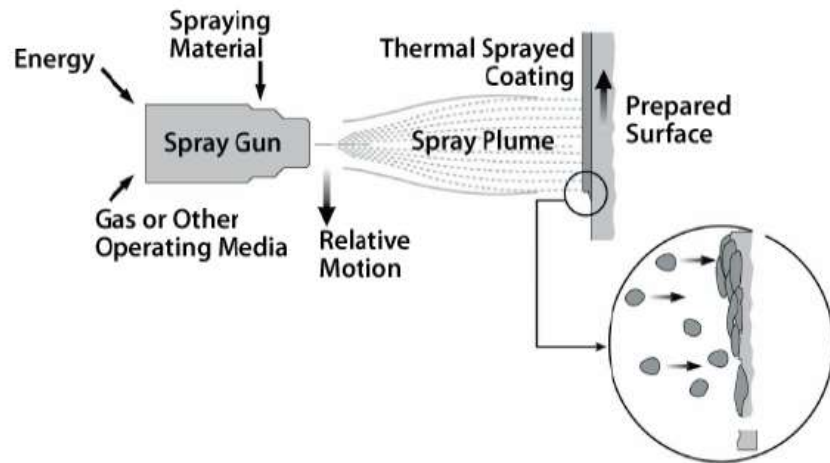 Spraying
Material
Energy
Thermal Sprayed
Coating
Prepared
Surface
Spray Gun
Spray Plume
Gas or Other
Operating Media
Relative
Motion